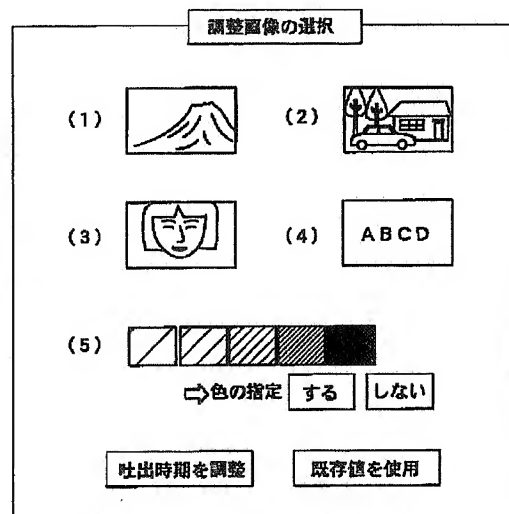 調整画像の選択
(1)
(2)
(3)
(4) ABCD
(5)
⇨色の指定 する しない
吐出時期を調整 既存値を使用